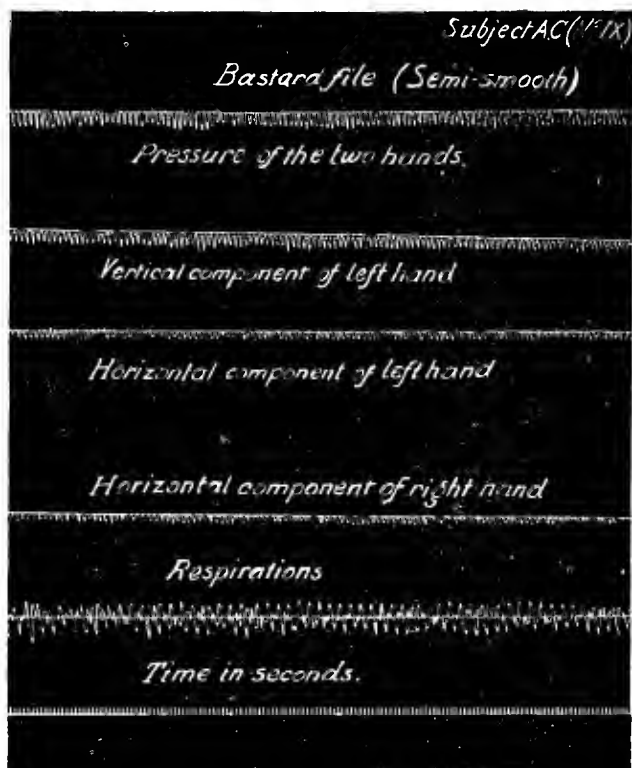 Subject A.C
Bastard file (Semi-smooth)
Pressure of the two hands.
Vertical component of left hand
Horizontal component of left hand
Horizontal component of right hand
Respirations
Time in seconds.